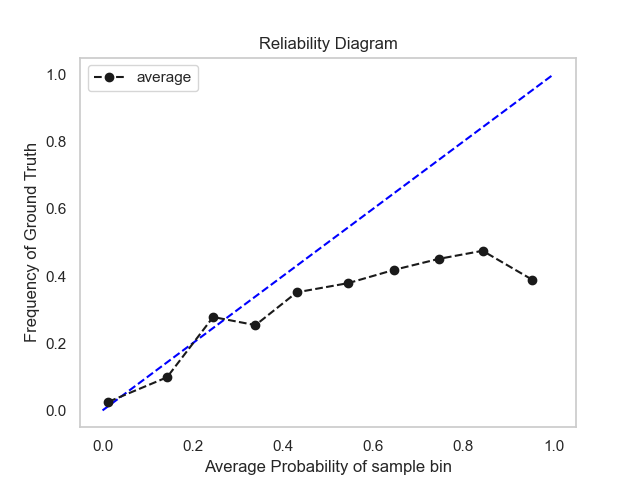 Reliability Diagram
average
Frequency of Ground Truth
1.0
0.8
0.6
0.4
0.2
0.0
0.0 0.2 0.4 0.6 0.8 1.0
Average Probability of sample bin